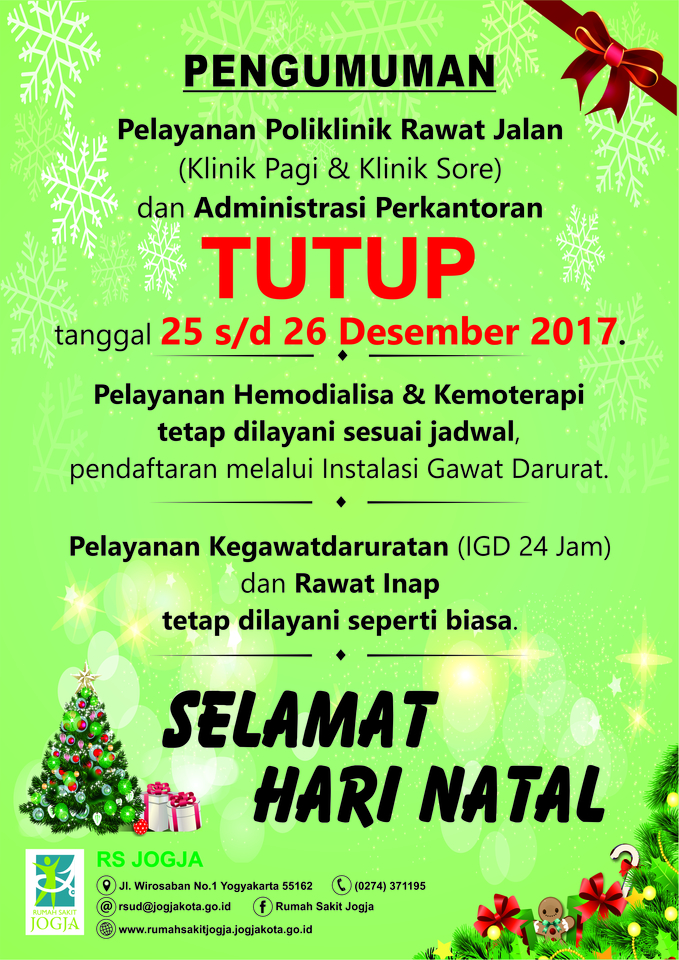 PENGUMUMAN
Pelayanan Poliklinik Rawat Jalan
(Klinik Pagi & Klinik Sore)
dan Administrasi Perkantoran
TUTUP
tanggal 25 s/d 26 Desember 2017.
Pelayanan Hemodialisa & Kemoterapi
tetap dilayani sesuai jadwal,
pendaftaran melalui Instalasi Gawat Darurat.
Pelayanan Kegawatdaruratan (IGD 24 Jam)
dan Rawat Inap
tetap dilayani seperti biasa.
SELAMAT
HARI NATAL
RUMAH SAKIT
JOGJA
RS JOGJA
Jl. Wirosaban No.1 Yogyakarta 55162 (0274) 371195
@ rsud@jogjakota.go.id f Rumah Sakit Jogja
www.rumahsakitjogja.jogjakota.go.id